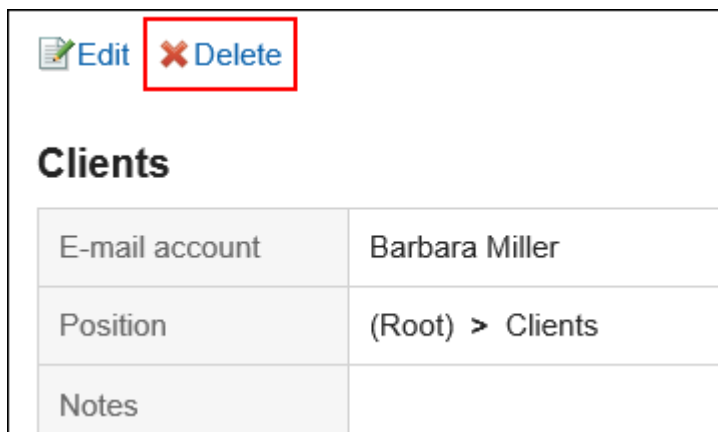 Edit Delete
Clients
E-mail account Barbara Miller
Position (Root) > Clients
Notes